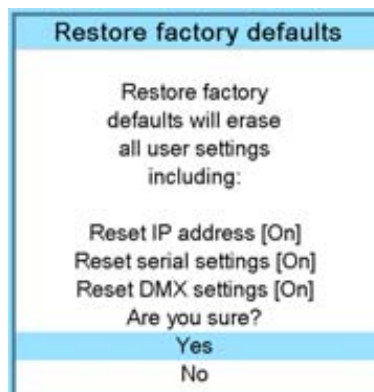 Restore factory defaults
Restore factory
defaults will erase
all user settings
including:
Reset IP address [On]
Reset serial settings [On]
Reset DMX settings [On]
Are you sure?
Yes
No